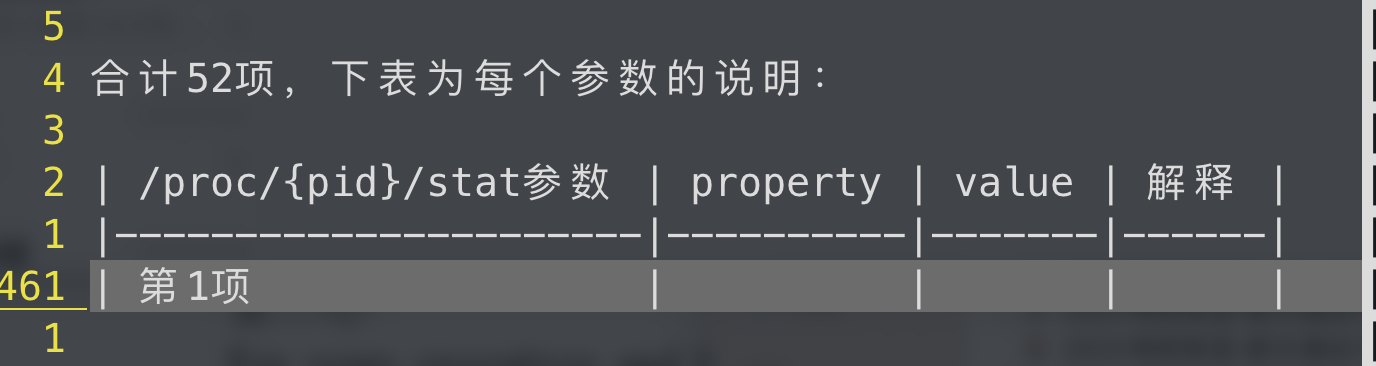 5
4 合计52项，下表为每个参数的说明：
3
2 | /proc/{pid}/stat参数 | property | value | 解释 |
1 |----------------------|----------|-------|------|
461 | 第1项 | | | |
1